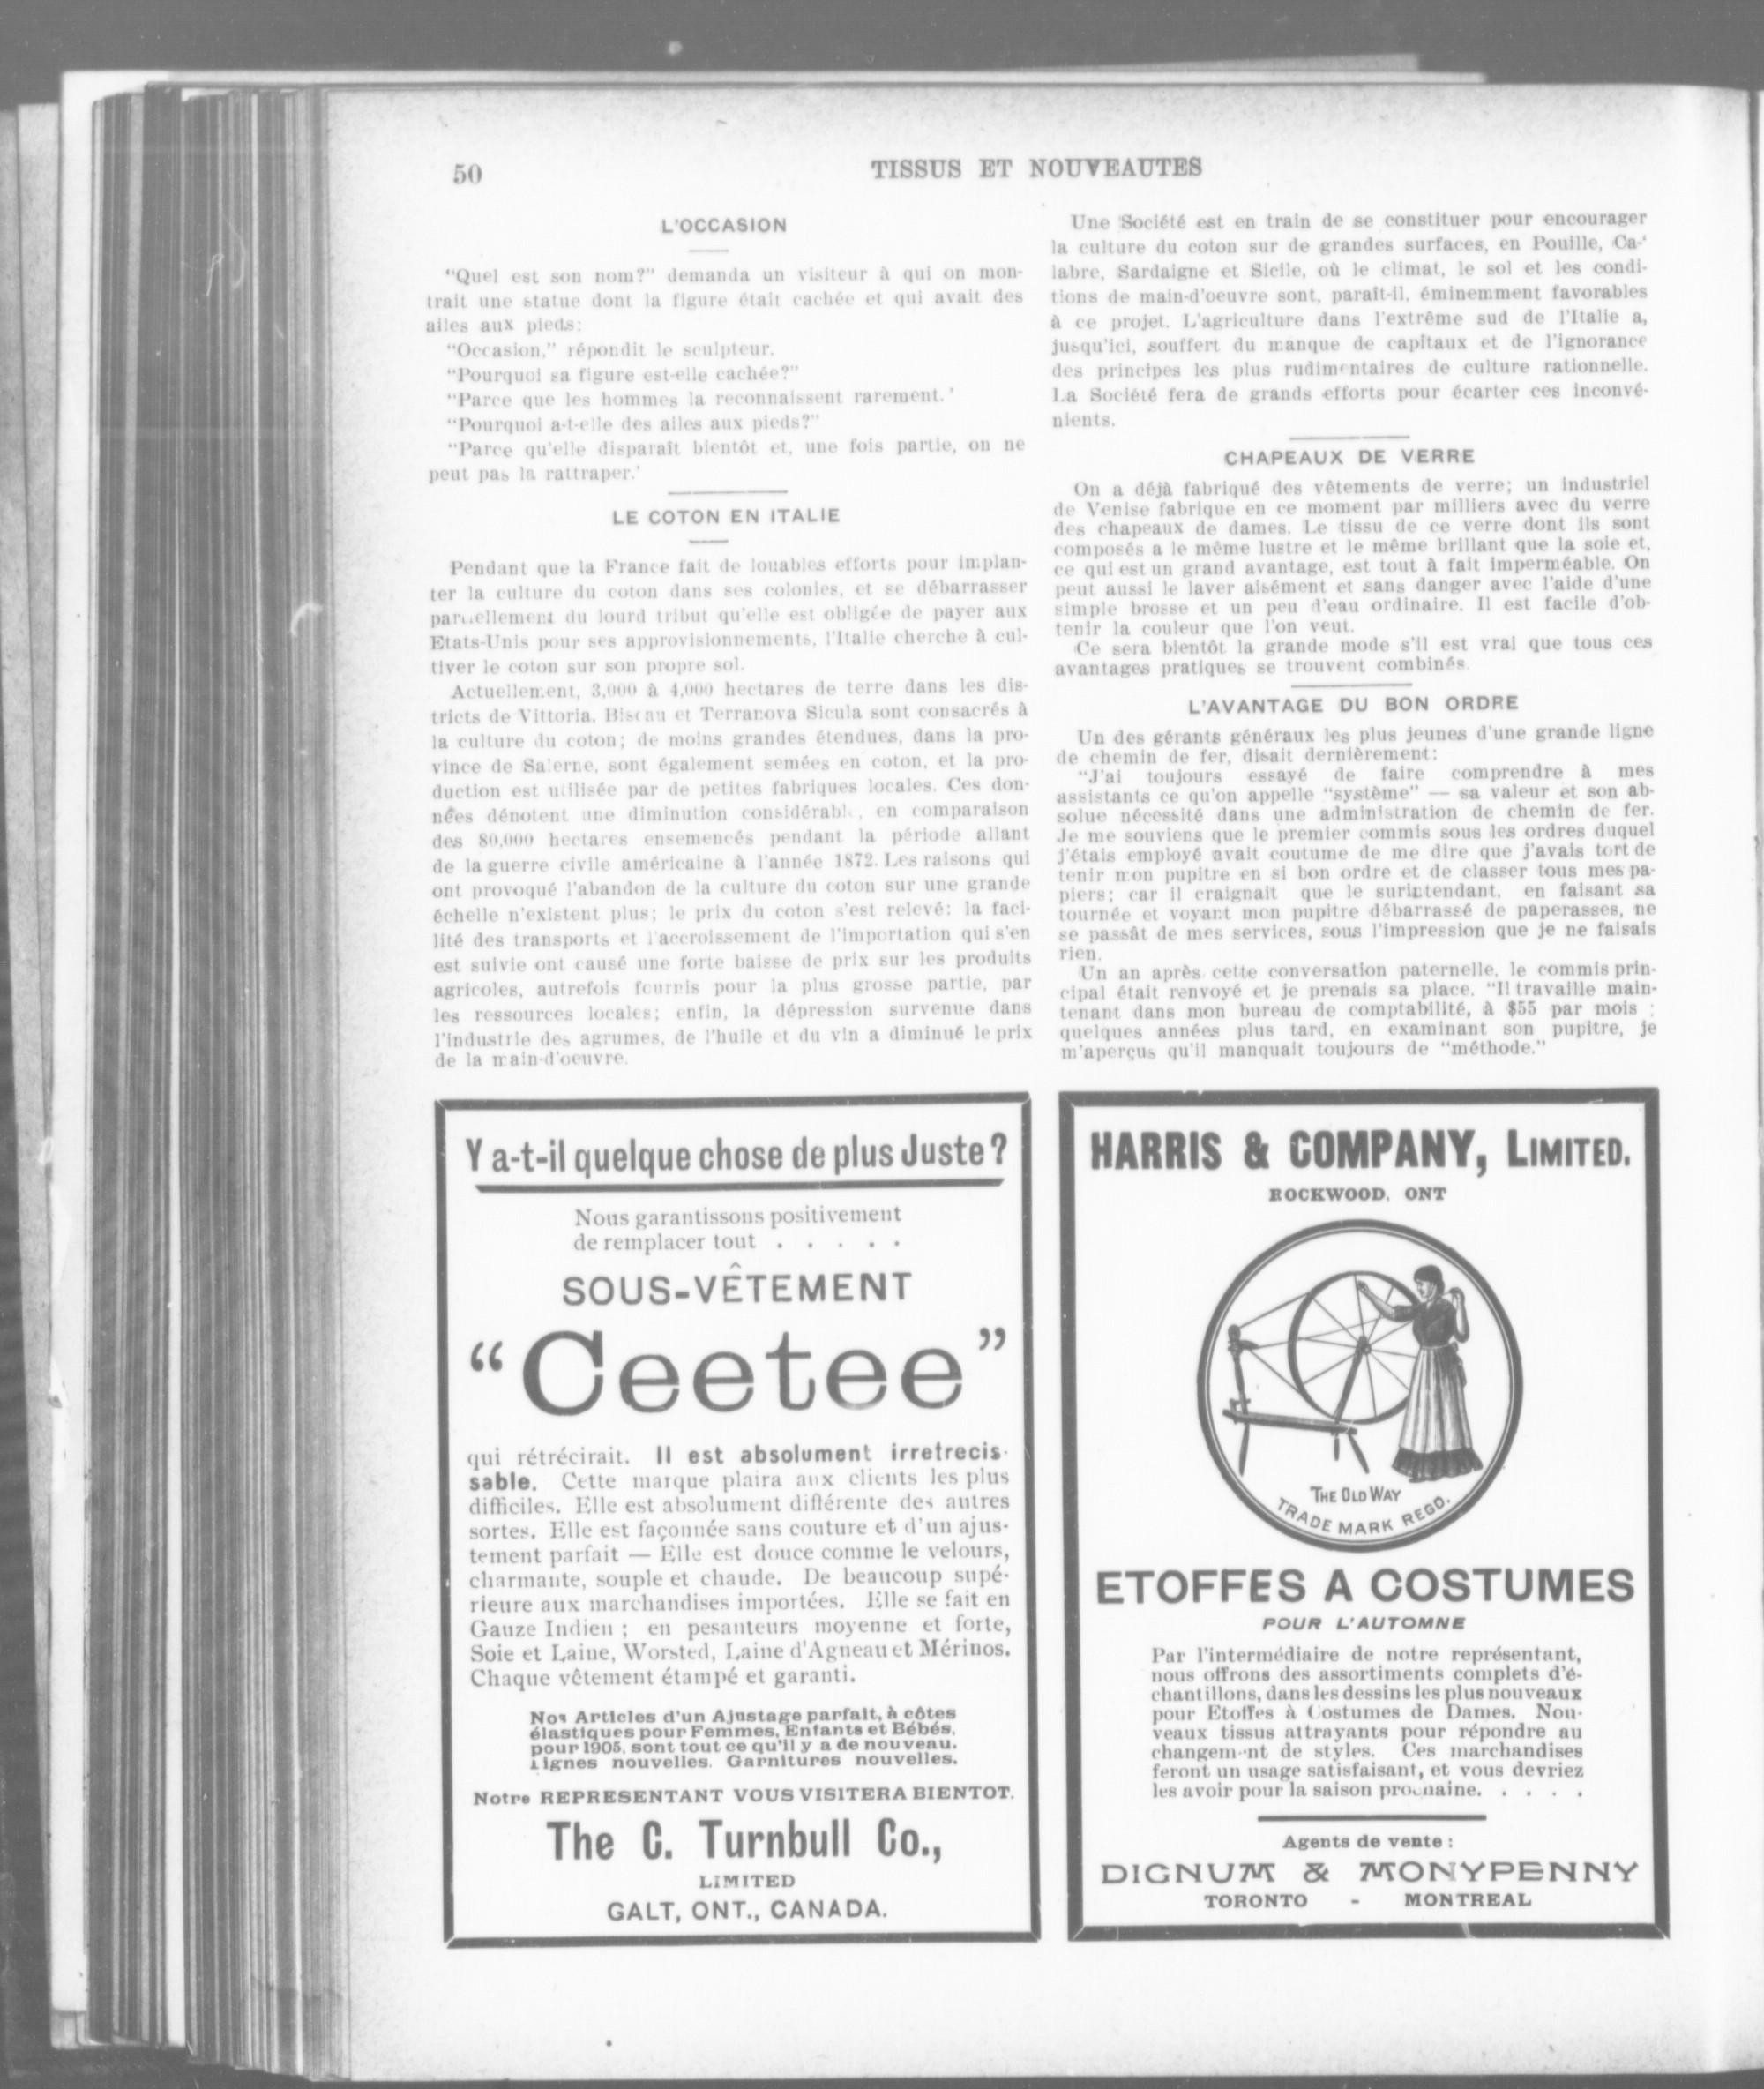 50
TISSUS ET NOUVEAUTES
L'OCCASION
"Quel est son nom?" demanda un visiteur à qui on mon-
trait une statue dont la figure était cachée et qui avait des
ailes aux pieds:
"Occasion," répondit le sculpteur.
"Pourquoi sa figure est-elle cachée?"
"Parce que les hommes la reconnaissent rarement.'
"Pourquoi a-t-elle des ailes aux pieds?"
"Parce qu'elle disparaît bientôt et, une fois partie, on ne
peut pas la rattraper.'
LE COTON EN ITALIE
Pendant que la France fait de louables efforts pour implan-
ter la culture du coton dans ses colonies, et se débarrasser
partiellement du lourd tribut qu'elle est obligée de payer aux
Etats-Unis pour ses approvisionnements, l'Italie cherche à cul-
tiver le coton sur son propre sol.
Actuellement, 3,000 à 4,000 hectares de terre dans les dis-
tricts de Vittoria, Biscau et Terranova Sicula sont consacrés à
la culture du coton; de moins grandes étendues, dans la pro-
vince de Salerne, sont également semées en coton, et la pro-
duction est utilisée par de petites fabriques locales. Ces don-
nées dénotent une diminution considérable, en comparaison
des 80,000 hectares ensemencés pendant la période allant
de la guerre civile américaine à l'année 1872. Les raisons qui
ont provoqué l'abandon de la culture du coton sur une grande
échelle n'existent plus; le prix du coton s'est relevé; la faci-
lité des transports et l'accroissement de l'importation qui s'en
est suivie ont causé une forte baisse de prix sur les produits
agricoles, autrefois fournis pour la plus grosse partie, par
les ressources locales; enfin, la dépression survenue dans
l'industrie des agrumes, de l'huile et du vin a diminué le prix
de la main-d'oeuvre.
Une Société est en train de se constituer pour encourager
la culture du coton sur de grandes surfaces, en Pouille, Ca-'
labre, Sardaigne et Sicile, où le climat, le sol et les condi-
tions de main-d'oeuvre sont, paraît-il, éminemment favorables
à ce projet. L'agriculture dans l'extrême sud de l'Italie a,
jusqu'ici, souffert du manque de capitaux et de l'ignorance
des principes les plus rudimentaires de culture rationnelle.
La Société fera de grands efforts pour écarter ces inconvé-
nients.
CHAPEAUX DE VERRE
On a déjà fabriqué des vêtements de verre; un industriel
de Venise fabrique en ce moment par milliers avec du verre
des chapeaux de dames. Le tissu de ce verre dont ils sont
composés a le même lustre et le même brillant que la soie et,
ce qui est un grand avantage, est tout à fait imperméable. On
peut aussi le laver aisément et sans danger avec l'aide d'une
simple brosse et un peu d'eau ordinaire. Il est facile d'ob-
tenir la couleur que l'on veut.
Ce sera bientôt la grande mode s'il est vrai que tous ces
avantages pratiques se trouvent combinés.
L'AVANTAGE DU BON ORDRE
Un des gérants généraux les plus jeunes d'une grande ligne
de chemin de fer, disait dernièrement:
"J'ai toujours essayé de faire comprendre à mes
assistants ce qu'on appelle "système" — sa valeur et son ab-
solue nécessité dans une administration de chemin de fer.
Je me souviens que le premier commis sous les ordres duquel
j'étais employé avait coutume de me dire que j'avais tort de
tenir mon pupitre en si bon ordre et de classer tous mes pa-
piers; car il craignait que le surintendant, en faisant sa
tournée et voyant mon pupitre débarrassé de paperasses, ne
se passât de mes services, sous l'impression que je ne faisais
rien.
Un an après cette conversation paternelle, le commis prin-
cipal était renvoyé et je prenais sa place. "Il travaille main-
tenant dans mon bureau de comptabilité, à $55 par mois ;
quelques années plus tard, en examinant son pupitre, je
m'aperçus qu'il manquait toujours de "méthode."
Y a-t-il quelque chose de plus Juste ?
Nous garantissons positivement
de remplacer tout . . . . .
SOUS-VÊTEMENT
"Ceetee"
qui rétrécirait. Il est absolument irretrecis-
sable. Cette marque plaira aux clients les plus
difficiles. Elle est absolument différente des autres
sortes. Elle est façonnée sans couture et d'un ajus-
tement parfait — Elle est douce comme le velours,
charmante, souple et chaude. De beaucoup supé-
rieure aux marchandises importées. Elle se fait en
Gauze Indien ; en pesanteurs moyenne et forte,
Soie et Laine, Worsted, Laine d'Agneau et Mérinos.
Chaque vêtement étampé et garanti.
Nos Articles d'un Ajustage parfait, à côtes
élastiques pour Femmes, Enfants et Bébés,
pour 1905, sont tout ce qu'il y a de nouveau.
Lignes nouvelles. Garnitures nouvelles.
Notre REPRESENTANT VOUS VISITERA BIENTOT.
The C. Turnbull Co.,
LIMITED
GALT, ONT., CANADA.
HARRIS & COMPANY, LIMITED.
ROCKWOOD, ONT
THE OLD WAY
TRADE MARK REGD.
ETOFFES A COSTUMES
POUR L'AUTOMNE
Par l'intermédiaire de notre représentant,
nous offrons des assortiments complets d'é-
chantillons, dans les dessins les plus nouveaux
pour Etoffes à Costumes de Dames. Nou-
veaux tissus attrayants pour répondre au
changement de styles. Ces marchandises
feront un usage satisfaisant, et vous devriez
les avoir pour la saison prochaine. . . . .
Agents de vente :
DIGNUM & MONYPENNY
TORONTO - MONTREAL